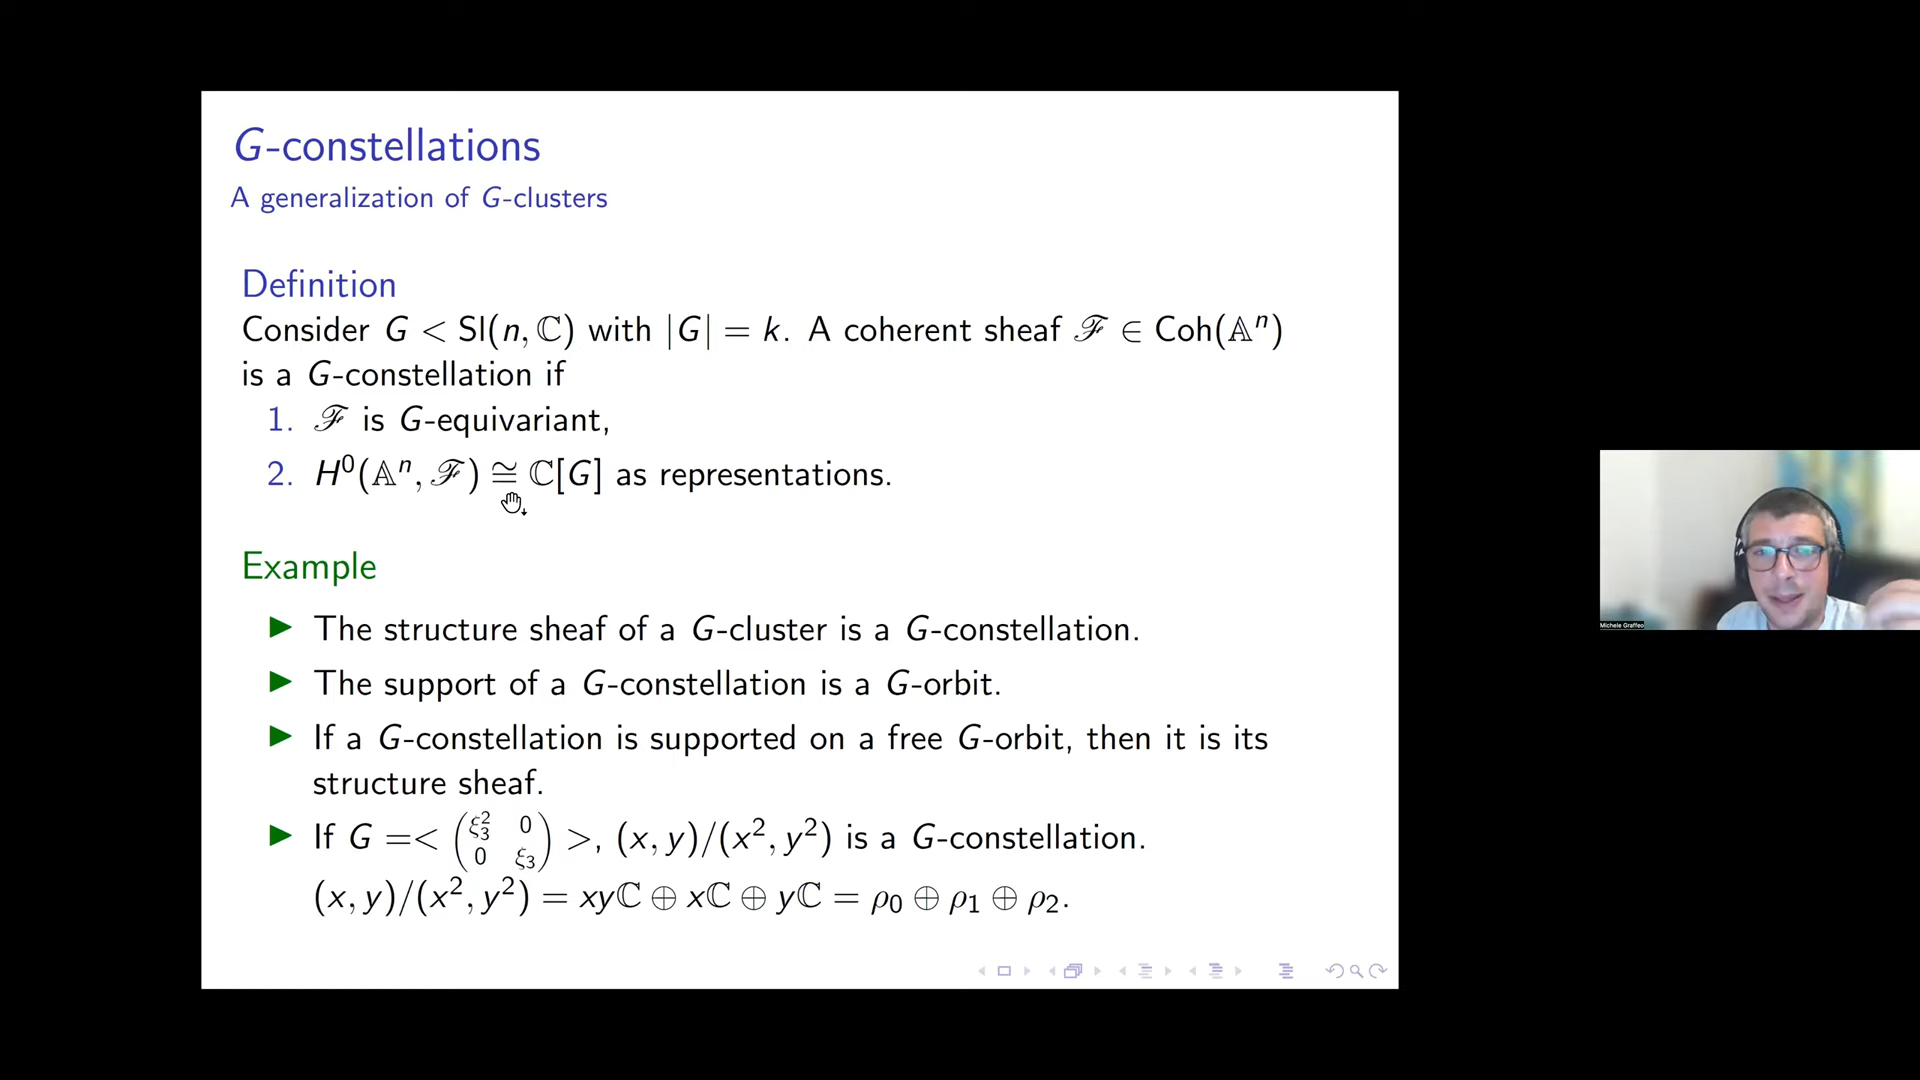 G-constellations
A generalization of G-clusters
Definition
Consider G < Sl(n, ℂ) with |G| = k. A coherent sheaf ℱ ∈ Coh(𝔸ⁿ)
is a G-constellation if
1. ℱ is G-equivariant,
2. H⁰(𝔸ⁿ, ℱ) ≅ ℂ[G] as representations.
Example
▶ The structure sheaf of a G-cluster is a G-constellation.
▶ The support of a G-constellation is a G-orbit.
▶ If a G-constellation is supported on a free G-orbit, then it is its
structure sheaf.
▶ If G =< (ξ₃² 0 0 ξ₃) >, (x, y)/(x², y²) is a G-constellation.
(x, y)/(x², y²) = xyℂ ⊕ xℂ ⊕ yℂ = ρ₀ ⊕ ρ₁ ⊕ ρ₂.
Michele Graffeo